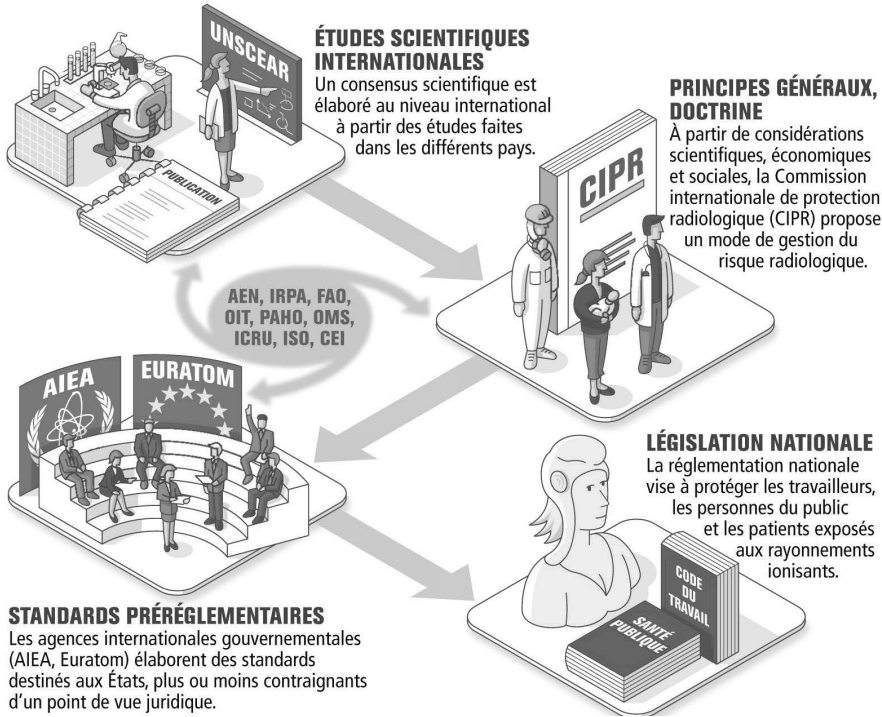 UNSCEAR
PUBLICATION
ÉTUDES SCIENTIFIQUES
INTERNATIONALES
Un consensus scientifique est
élaboré au niveau international
à partir des études faites
dans les différents pays.
CIPR
PRINCIPES GÉNÉRAUX,
DOCTRINE
À partir de considérations
scientifiques, économiques
et sociales, la Commission
internationale de protection
radiologique (CIPR) propose
un mode de gestion du
risque radiologique.
AEN, IRPA, FAO,
OIT, PAHO, OMS,
ICRU, ISO, CEI
AIEA
EURATOM
STANDARDS PRÉRÉGLEMENTAIRES
Les agences internationales gouvernementales
(AIEA, Euratom) élaborent des standards
destinés aux États, plus ou moins contraignants
d'un point de vue juridique.
LÉGISLATION NATIONALE
La réglementation nationale
vise à protéger les travailleurs,
les personnes du public
et les patients exposés
aux rayonnements
ionisants.
CODE
DU
TRAVAIL
SANTÉ
PUBLIQUE